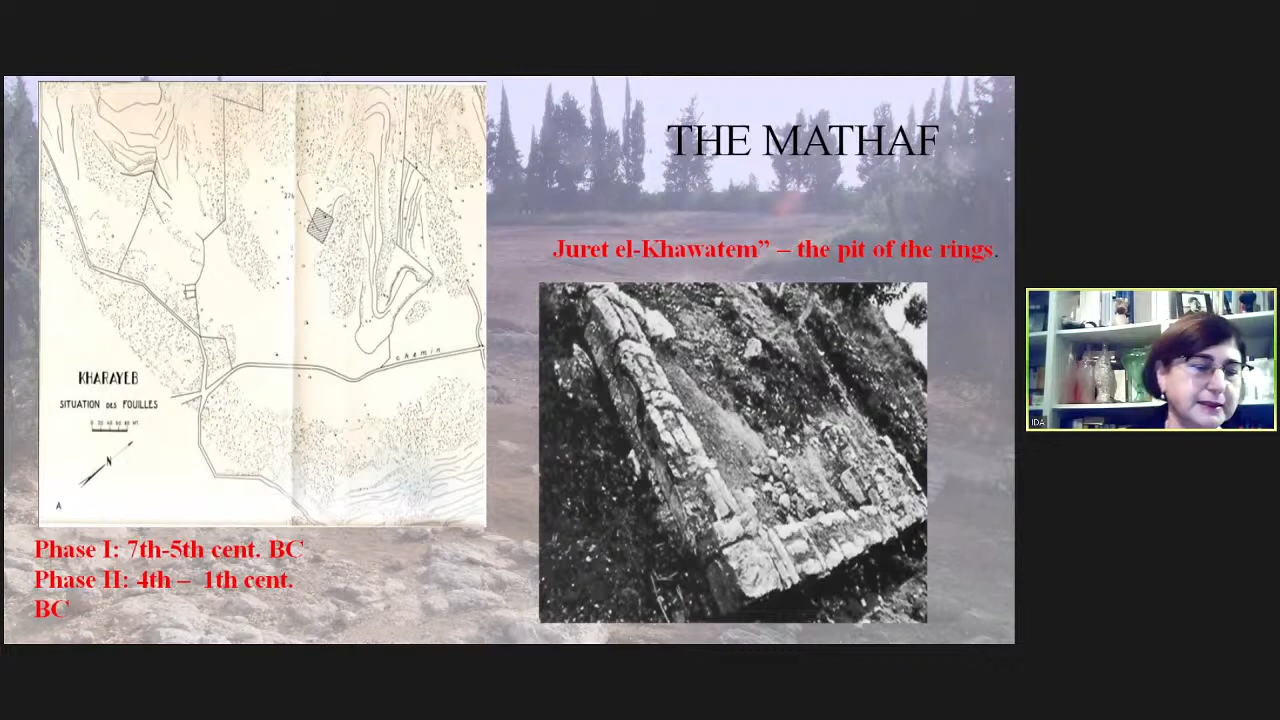 THE MATHAF
Juret el-Khawatem” – the pit of the rings.
chemin
KHARAYEB
SITUATION DES FOUILLES
N
A
Phase I: 7th-5th cent. BC
Phase II: 4th – 1th cent.
BC
IDA